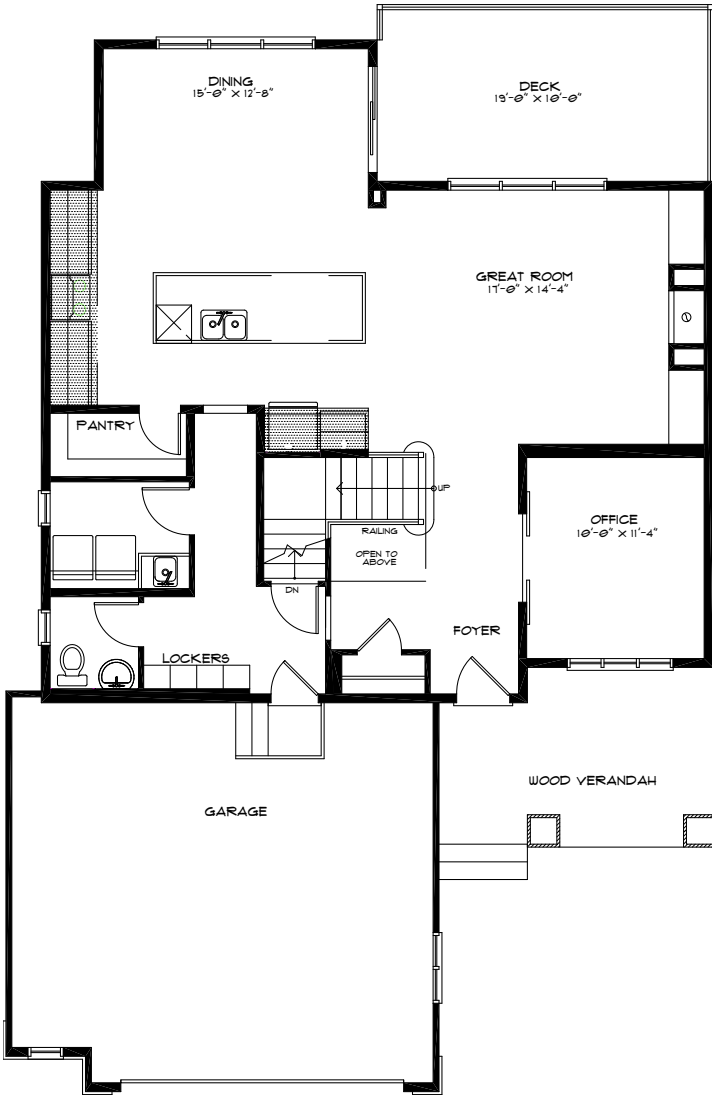 DINING
15'-0" X 12'-8"
DECK
19'-0" X 10'-0"
GREAT ROOM
17'-0" X 14'-4"
PANTRY
UP
OFFICE
10'-0" X 11'-4"
RAILING
OPEN TO
ABOVE
DN
FOYER
LOCKERS
WOOD VERANDAH
GARAGE